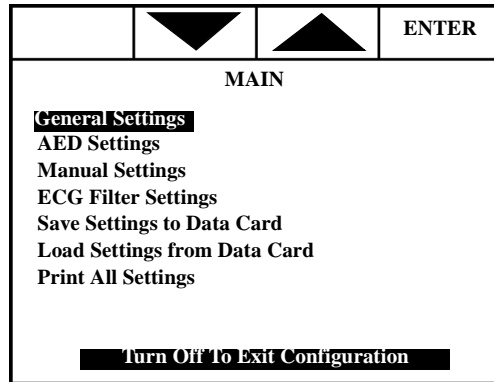 ENTER
MAIN
General Settings
AED Settings
Manual Settings
ECG Filter Settings
Save Settings to Data Card
Load Settings from Data Card
Print All Settings
Turn Off To Exit Configuration